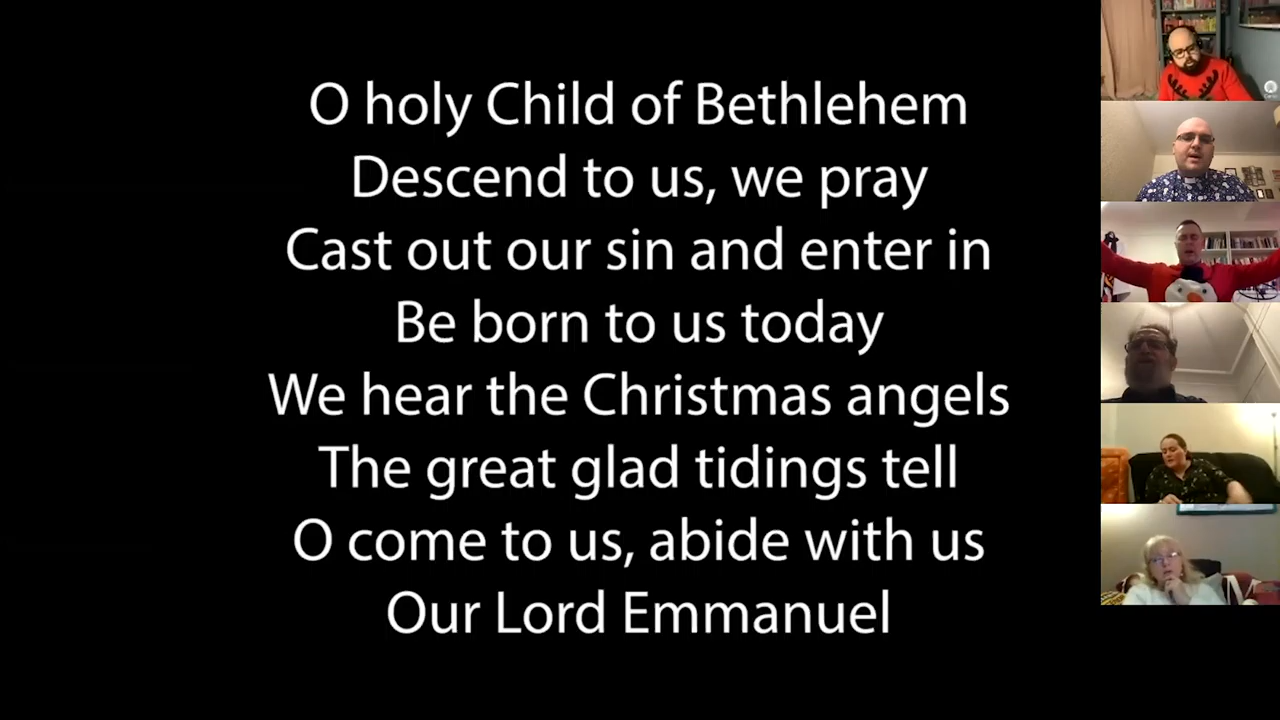 O holy Child of Bethlehem
Descend to us, we pray
Cast out our sin and enter in
Be born to us today
We hear the Christmas angels
The great glad tidings tell
O come to us, abide with us
Our Lord Emmanuel